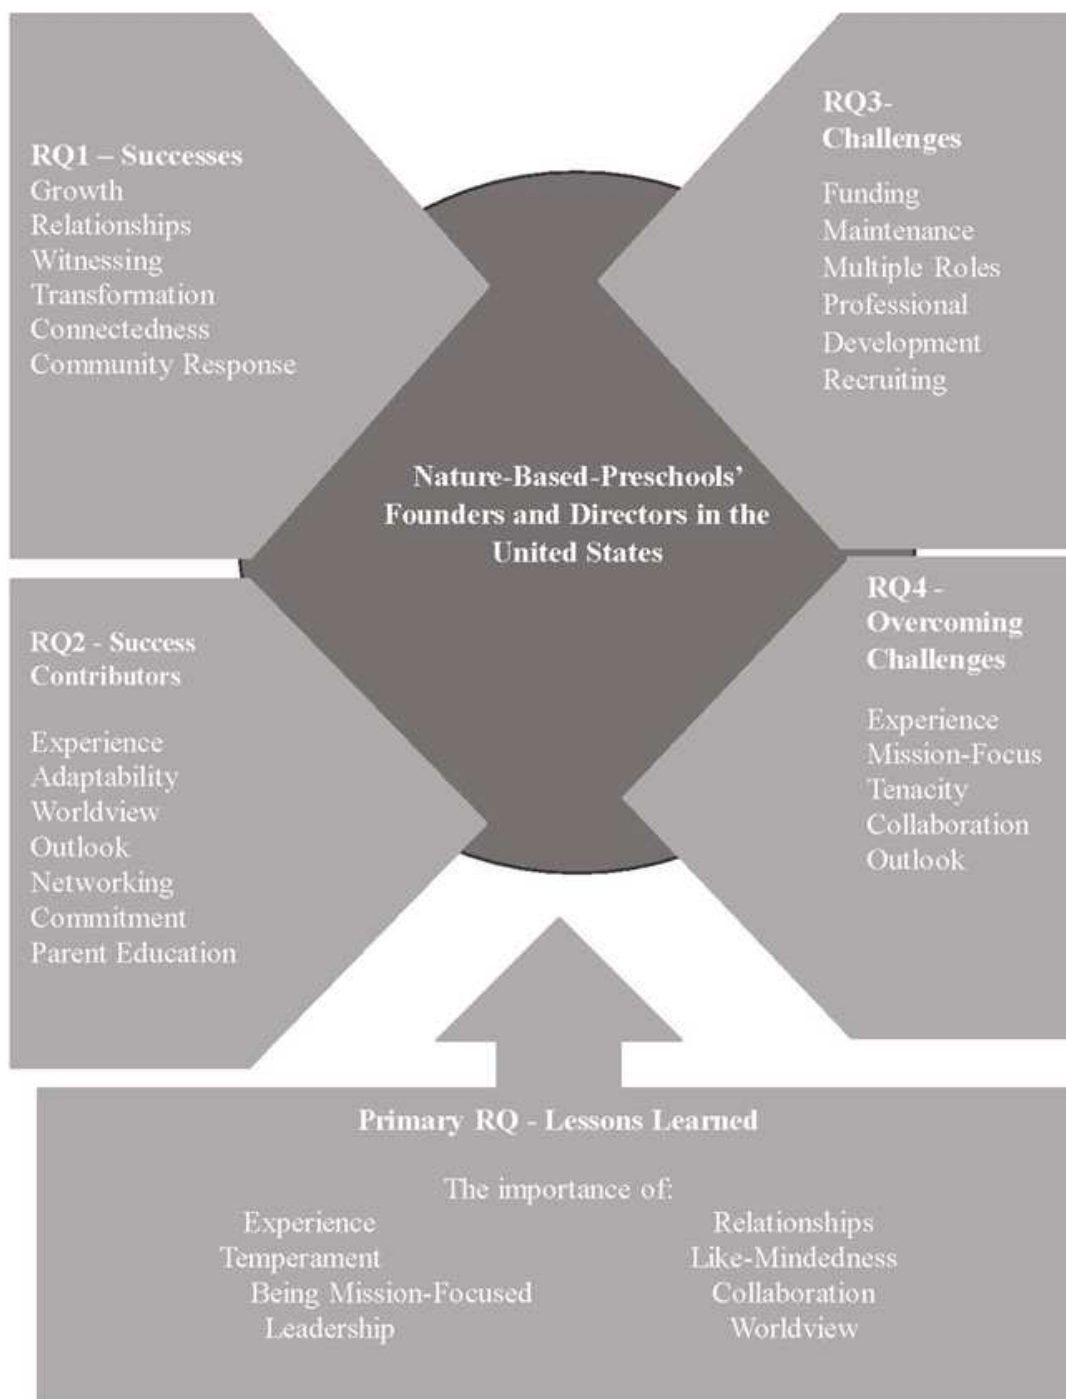 RQ1 – Successes
Growth
Relationships
Witnessing
Transformation
Connectedness
Community Response
RQ3-
Challenges
Funding
Maintenance
Multiple Roles
Professional
Development
Recruiting
Nature-Based-Preschools’
Founders and Directors in the
United States
RQ2 - Success
Contributors
Experience
Adaptability
Worldview
Outlook
Networking
Commitment
Parent Education
RQ4 -
Overcoming
Challenges
Experience
Mission-Focus
Tenacity
Collaboration
Outlook
Primary RQ - Lessons Learned
The importance of:
Experience
Temperament
Being Mission-Focused
Leadership
Relationships
Like-Mindedness
Collaboration
Worldview